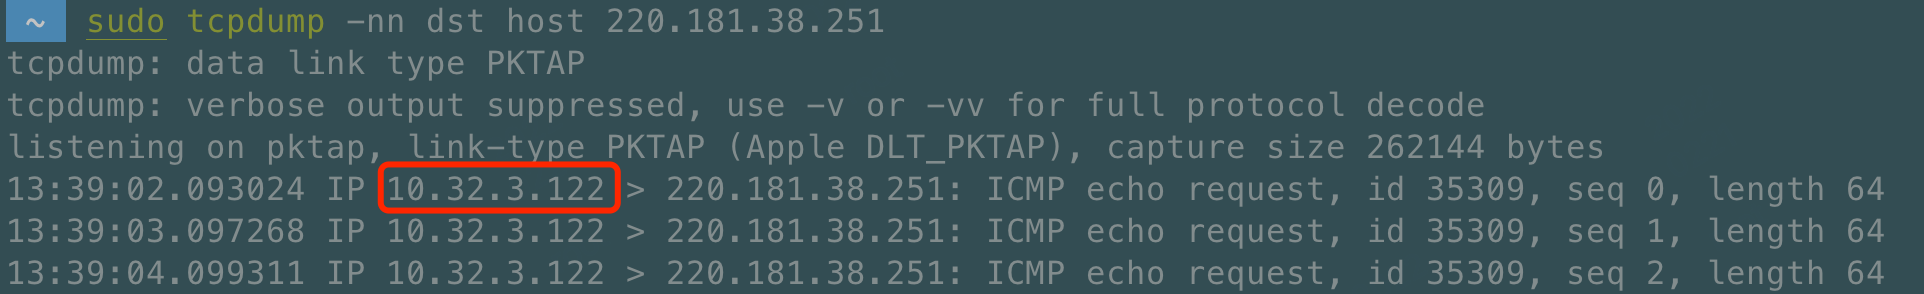 ~ sudo tcpdump -nn dst host 220.181.38.251
tcpdump: data link type PKTAP
tcpdump: verbose output suppressed, use -v or -vv for full protocol decode
listening on pktap, link-type PKTAP (Apple DLT_PKTAP), capture size 262144 bytes
13:39:02.093024 IP 10.32.3.122 > 220.181.38.251: ICMP echo request, id 35309, seq 0, length 64
13:39:03.097268 IP 10.32.3.122 > 220.181.38.251: ICMP echo request, id 35309, seq 1, length 64
13:39:04.099311 IP 10.32.3.122 > 220.181.38.251: ICMP echo request, id 35309, seq 2, length 64